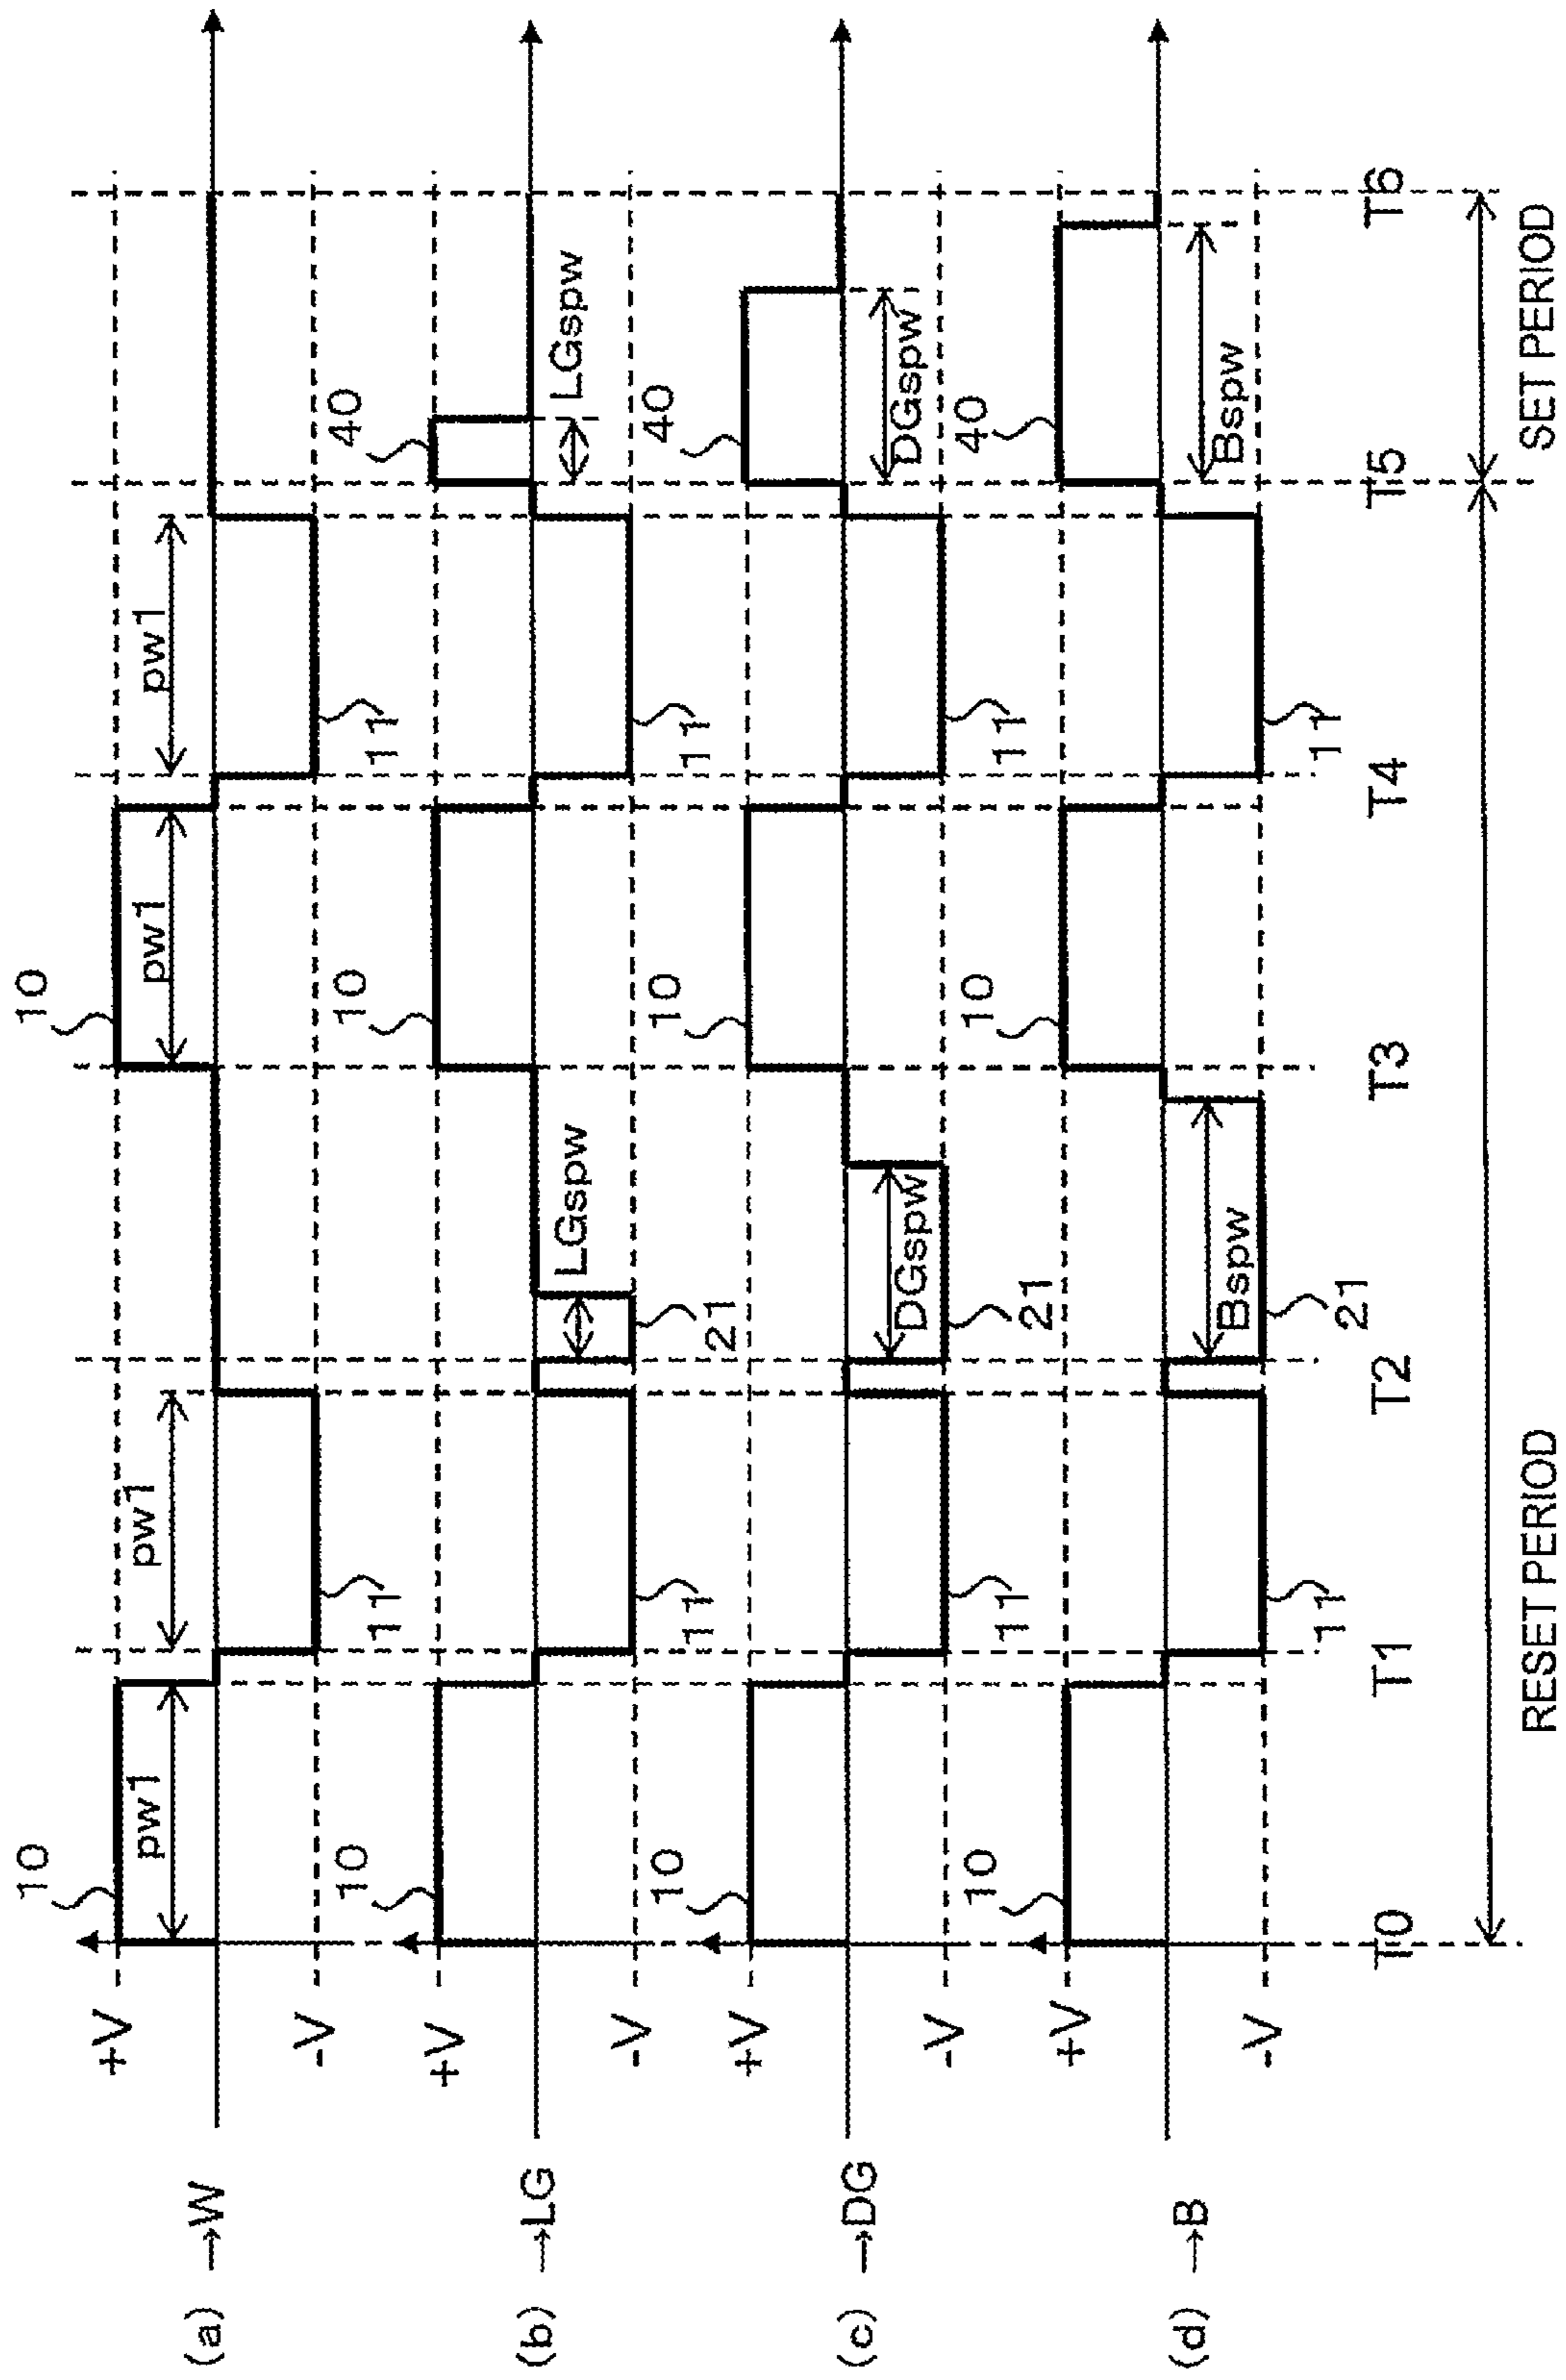 (a) →W
+V
-V
10
pw1
pw1
11
10
pw1
pw1
11
(b) →LG
+V
-V
10
11
LGspw
21
10
11
40
LGspw
(c) →DG
+V
-V
10
11
DGspw
21
10
11
40
DGspw
(d) →B
+V
-V
10
11
Bspw
21
10
11
40
Bspw
T0 T1 T2 T3 T4 T5 T6
RESET PERIOD SET PERIOD